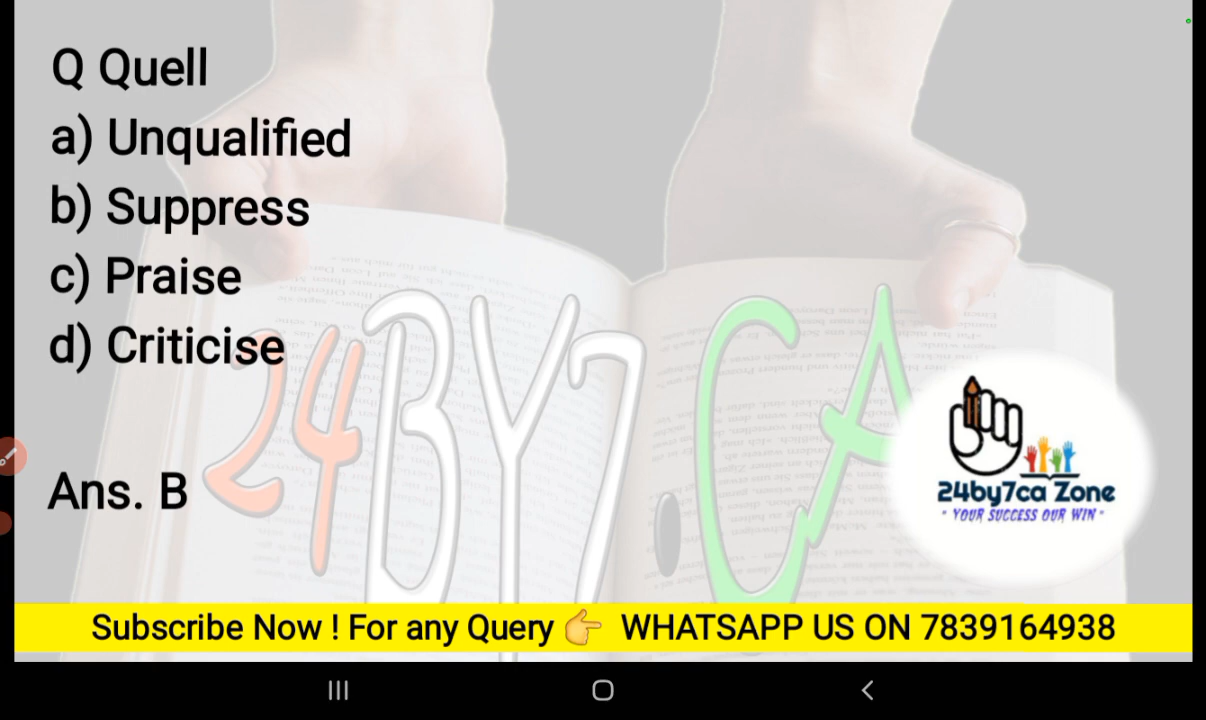 Q Quell
a) Unqualified
b) Suppress
c) Praise
d) Criticise
Ans. B
24BY7.CA
24by7ca Zone
" YOUR SUCCESS OUR WIN "
Subscribe Now ! For any Query 👉 WHATSAPP US ON 7839164938